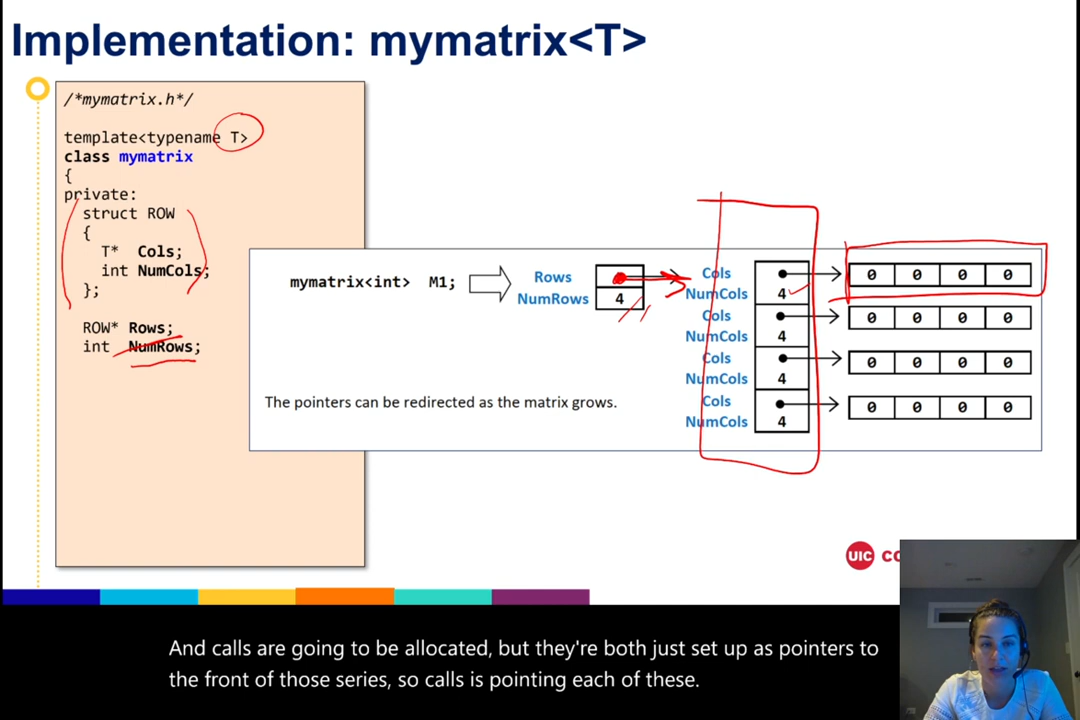 Implementation: mymatrix<T>
/*mymatrix.h*/
template<typename T>
class mymatrix
{
private:
struct ROW
{
T* Cols;
int NumCols;
};
ROW* Rows;
int NumRows;
mymatrix<int> M1;
Rows
NumRows 4
Cols
NumCols 4
Cols
NumCols 4
Cols
NumCols 4
Cols
NumCols 4
0 0 0 0
0 0 0 0
0 0 0 0
0 0 0 0
The pointers can be redirected as the matrix grows.
UIC
And calls are going to be allocated, but they're both just set up as pointers to
the front of those series, so calls is pointing each of these.